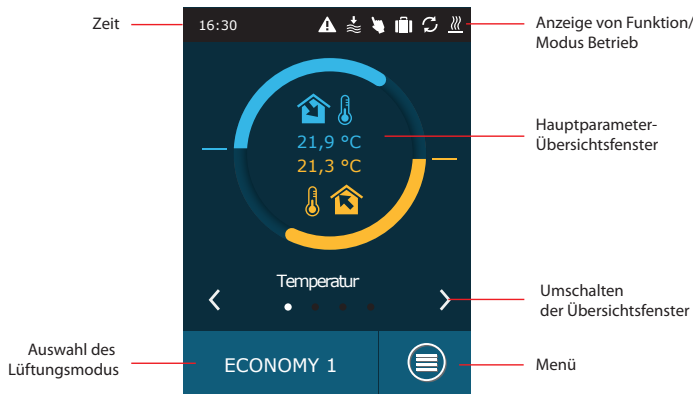 Zeit
16:30
Anzeige von Funktion/
Modus Betrieb
21,9 °C
21,3 °C
Hauptparameter-
Übersichtsfenster
Temperatur
Umschalten
der Übersichtsfenster
Auswahl des
Lüftungsmodus
ECONOMY 1
Menü